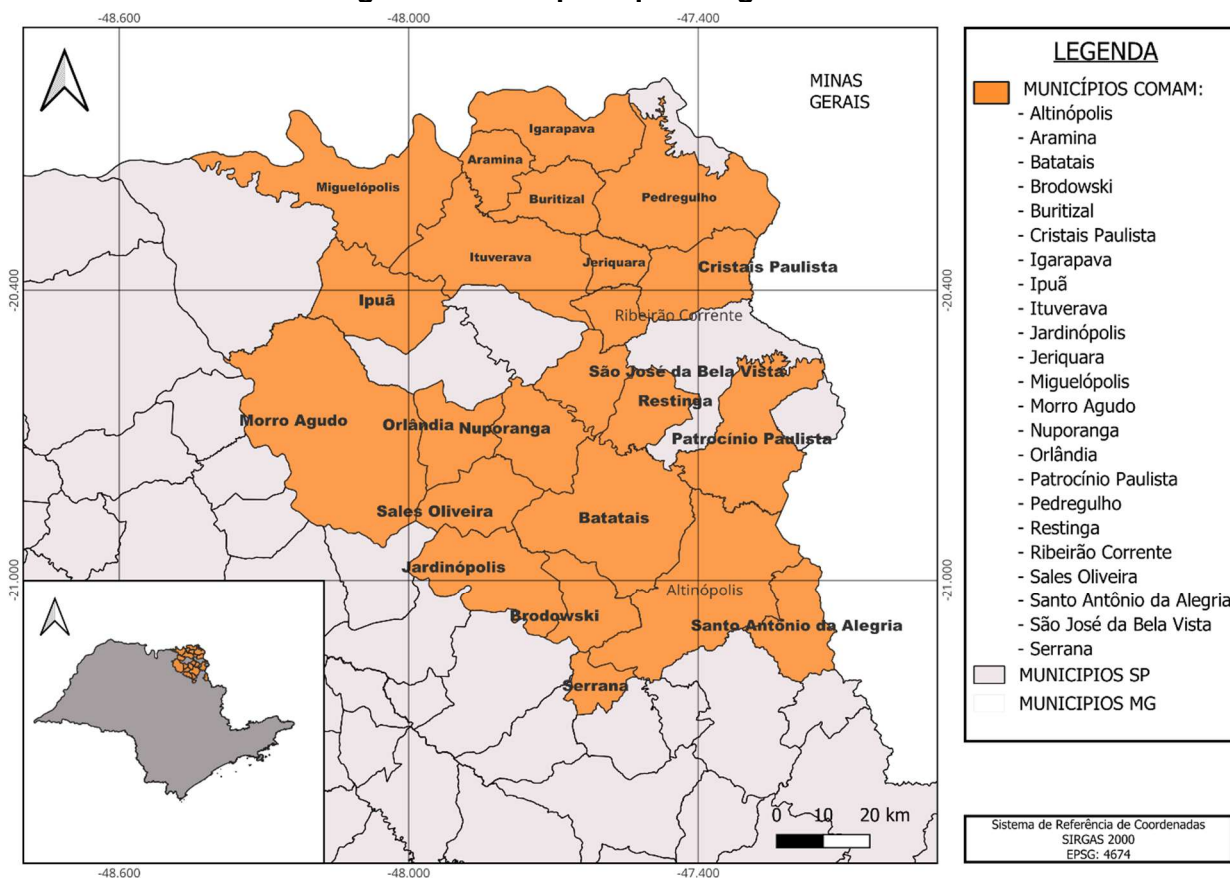 -48.600
-48.000
-47.400
MINAS
GERAIS
Igarapava
Aramina
Miguelópolis
Buritizal
Pedregulho
Ituverava
Jeriquara
Cristais Paulista
-20.400
-20.400
Ipuã
Ribeirão Corrente
São José da Bela Vista
Restinga
Morro Agudo
Orlândia
Nuporanga
Patrocínio Paulista
Sales Oliveira
Batatais
Jardinópolis
-21.000
-21.000
Altinópolis
Brodowski
Santo Antônio da Alegria
Serrana
0 10 20 km
-48.600
-48.000
-47.400
LEGENDA
MUNICÍPIOS COMAM:
- Altinópolis
- Aramina
- Batatais
- Brodowski
- Buritizal
- Cristais Paulista
- Igarapava
- Ipuã
- Ituverava
- Jardinópolis
- Jeriquara
- Miguelópolis
- Morro Agudo
- Nuporanga
- Orlândia
- Patrocínio Paulista
- Pedregulho
- Restinga
- Ribeirão Corrente
- Sales Oliveira
- Santo Antônio da Alegria
- São José da Bela Vista
- Serrana
MUNICIPIOS SP
MUNICIPIOS MG
Sistema de Referência de Coordenadas
SIRGAS 2000
EPSG: 4674